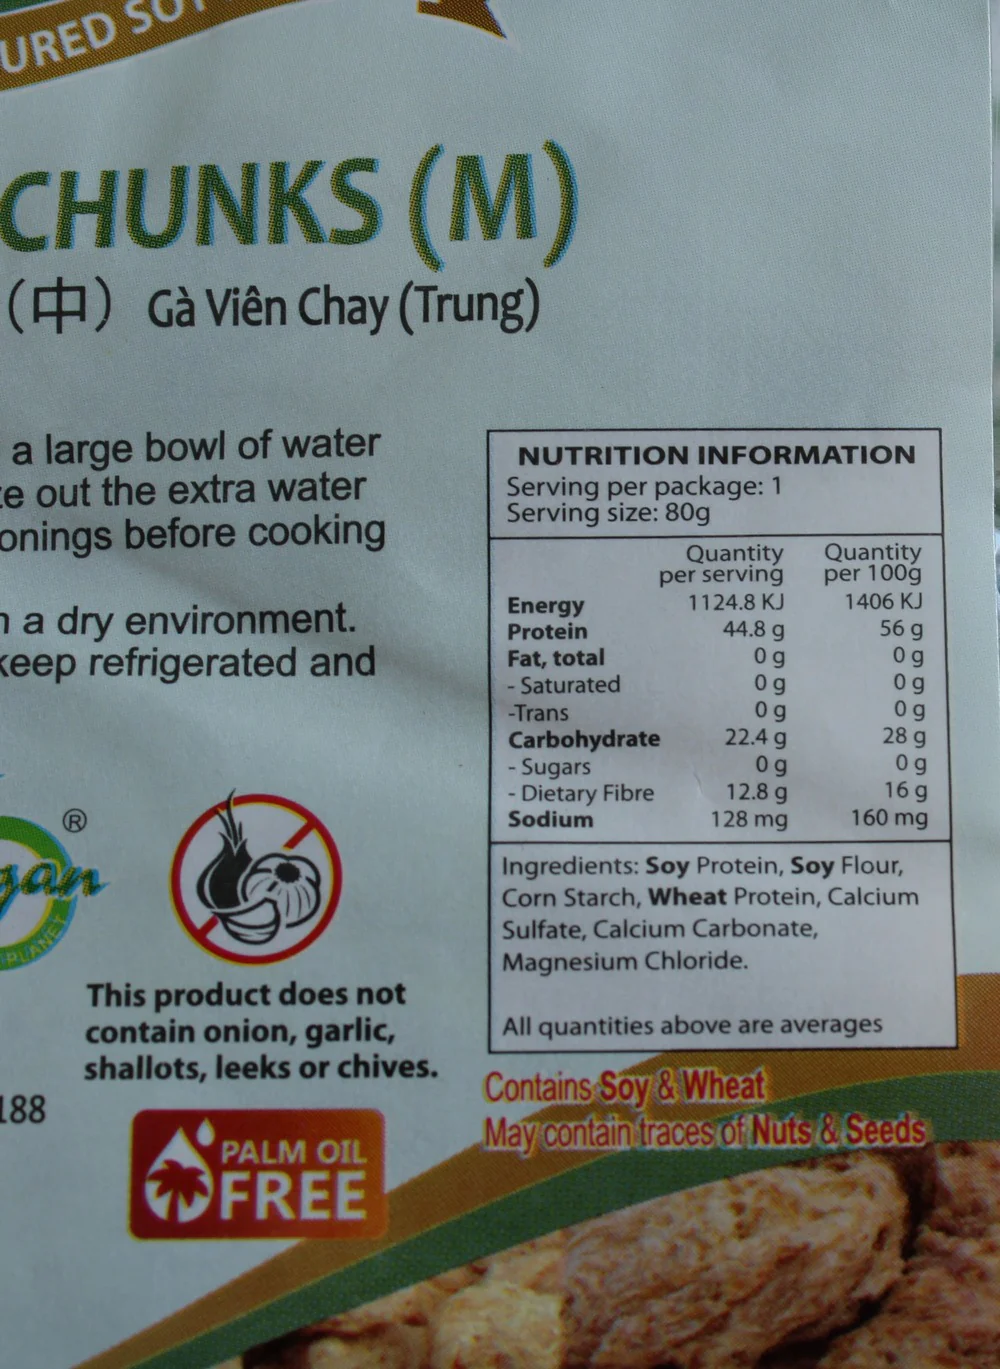 URED SO
CHUNKS (M)
（中） Gà Viên Chay (Trung)
a large bowl of water
out the extra water
onings before cooking
a dry environment.
keep refrigerated and
NUTRITION INFORMATION
Serving per package: 1
Serving size: 80g
Quantity per serving Quantity per 100g
Energy 1124.8 KJ 1406 KJ
Protein 44.8 g 56 g
Fat, total 0 g 0 g
- Saturated 0 g 0 g
-Trans 0 g 0 g
Carbohydrate 22.4 g 28 g
- Sugars 0 g 0 g
- Dietary Fibre 12.8 g 16 g
Sodium 128 mg 160 mg
Ingredients: Soy Protein, Soy Flour,
Corn Starch, Wheat Protein, Calcium
Sulfate, Calcium Carbonate,
Magnesium Chloride.
All quantities above are averages
Contains Soy & Wheat
May contain traces of Nuts & Seeds
®
gan
PLANET
This product does not
contain onion, garlic,
shallots, leeks or chives.
188
PALM OIL
FREE